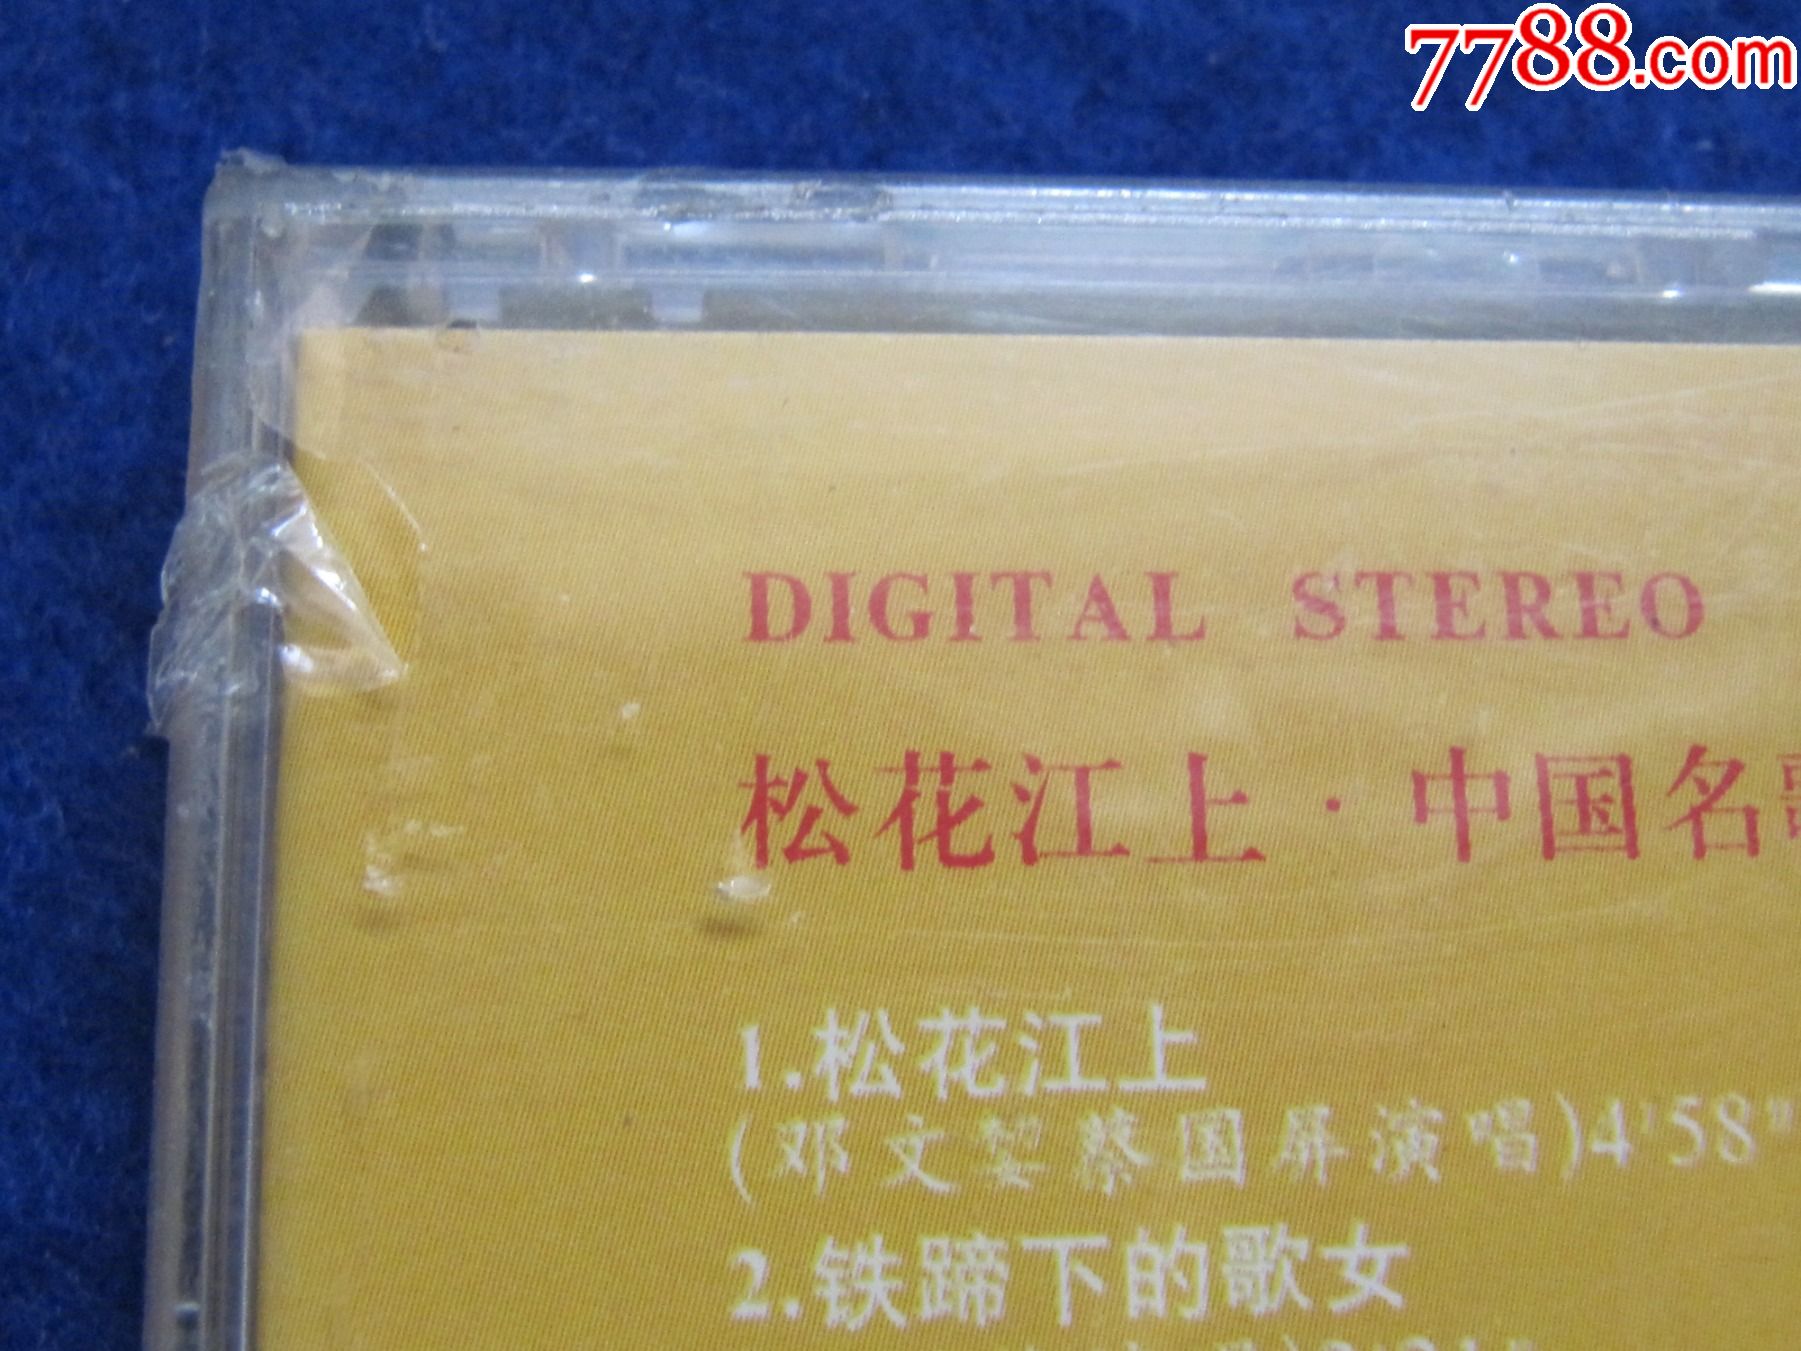 7788.com
DIGITAL STEREO
松花江上·中国名歌
1.松花江上
(邓文 蔡国屏演唱)4'58"
2.铁蹄下的歌女